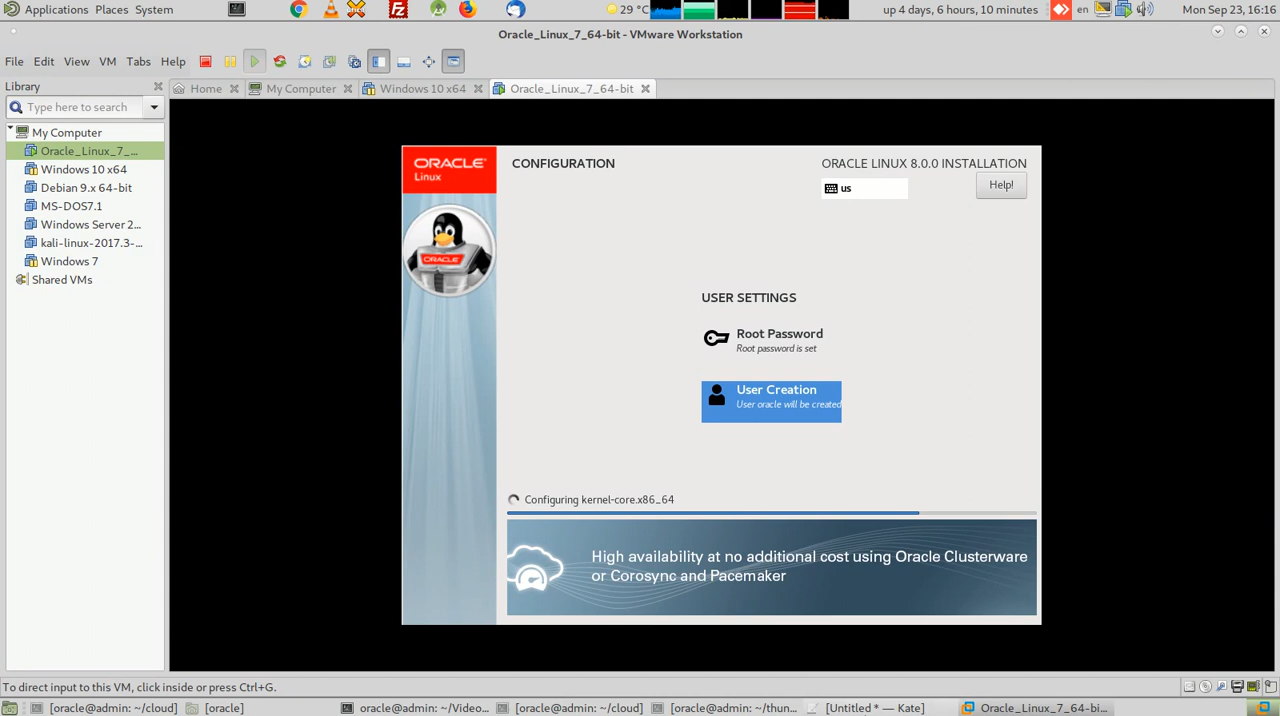 Applications Places System
29 °C
up 4 days, 6 hours, 10 minutes
en
Mon Sep 23, 16:16
Oracle_Linux_7_64-bit - VMware Workstation
File Edit View VM Tabs Help
Library
Home
My Computer
Windows 10 x64
Oracle_Linux_7_64-bit
Type here to search
My Computer
Oracle_Linux_7_...
Windows 10 x64
Debian 9.x 64-bit
MS-DOS7.1
Windows Server 2...
kali-linux-2017.3-...
Windows 7
Shared VMs
ORACLE
Linux
CONFIGURATION
ORACLE LINUX 8.0.0 INSTALLATION
us
Help!
ORACLE
USER SETTINGS
Root Password
Root password is set
User Creation
User oracle will be created
Configuring kernel-core.x86_64
High availability at no additional cost using Oracle Clusterware
or Corosync and Pacemaker
To direct input to this VM, click inside or press Ctrl+G.
[oracle@admin: ~/cloud]
[oracle]
oracle@admin: ~/Video...
[oracle@admin: ~/cloud]
[oracle@admin: ~/thun...
[Untitled * — Kate]
Oracle_Linux_7_64-bi...